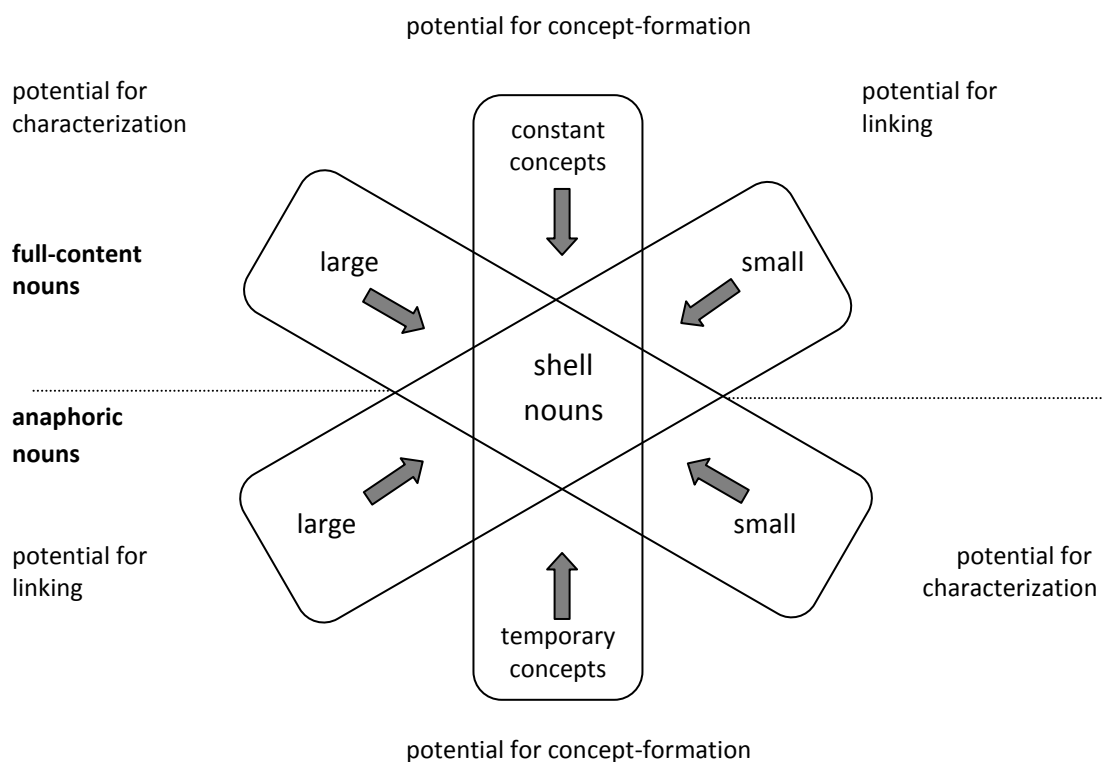 potential for concept-formation
potential for
characterization
potential for
linking
constant
concepts
full-content
nouns
large
small
shell
nouns
anaphoric
nouns
large
small
potential for
linking
potential for
characterization
temporary
concepts
potential for concept-formation